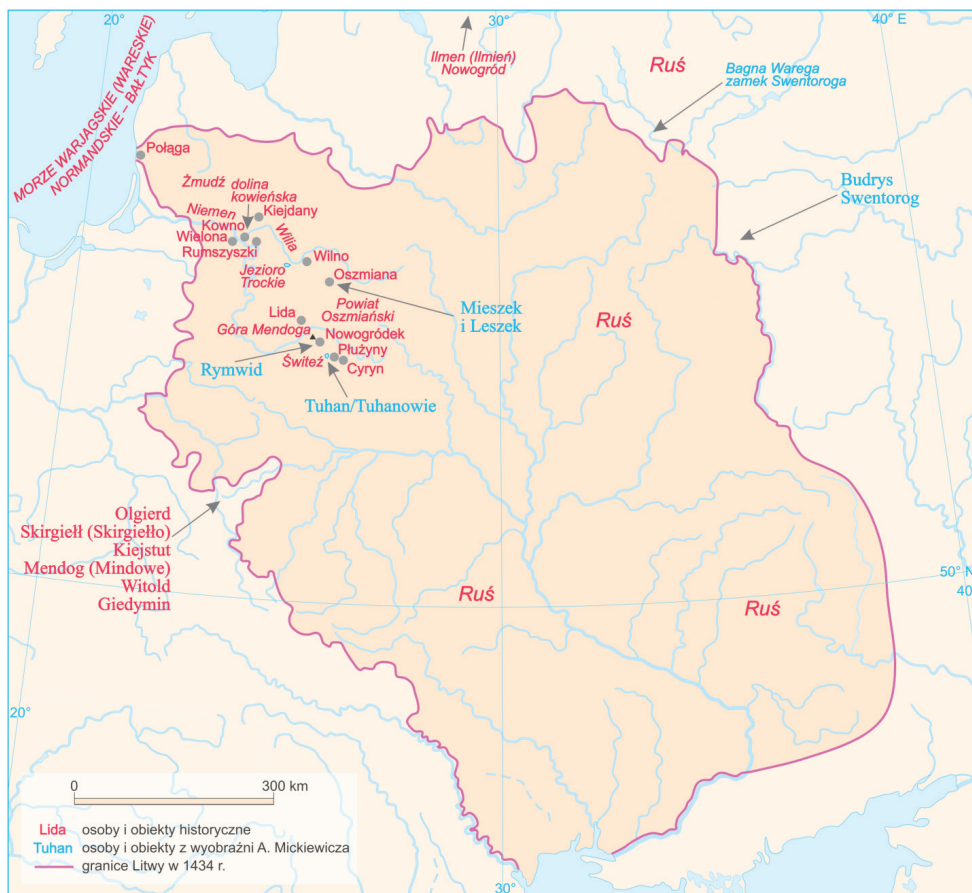 20°
30°
40° E
MORZE WARJAGSKIE (WARESKIE)
NORMANDSKIE – BAŁTYK
Ilmen (Ilmień)
Nowogród
Ruś
Bagna Warega
zamek Swentoroga
Połąga
Żmudź
dolina
kowieńska
Niemen
Kiejdany
Kowno
Wielona
Rumszyszki
Wilia
Jezioro
Trockie
Wilno
Oszmiana
Budrys
Swentorog
Powiat
Oszmiański
Mieszek
i Leszek
Ruś
Lida
Góra Mendoga
Nowogródek
Rymwid
Świteź
Płużyny
Cyryn
Tuhan/Tuhanowie
Olgierd
Skirgiełł (Skirgiełło)
Kiejstut
Mendog (Mindowe)
Witold
Giedymin
Ruś
Ruś
50° N
40°
20°
30°
0
300 km
Lida osoby i obiekty historyczne
Tuhan osoby i obiekty z wyobraźni A. Mickiewicza
granice Litwy w 1434 r.